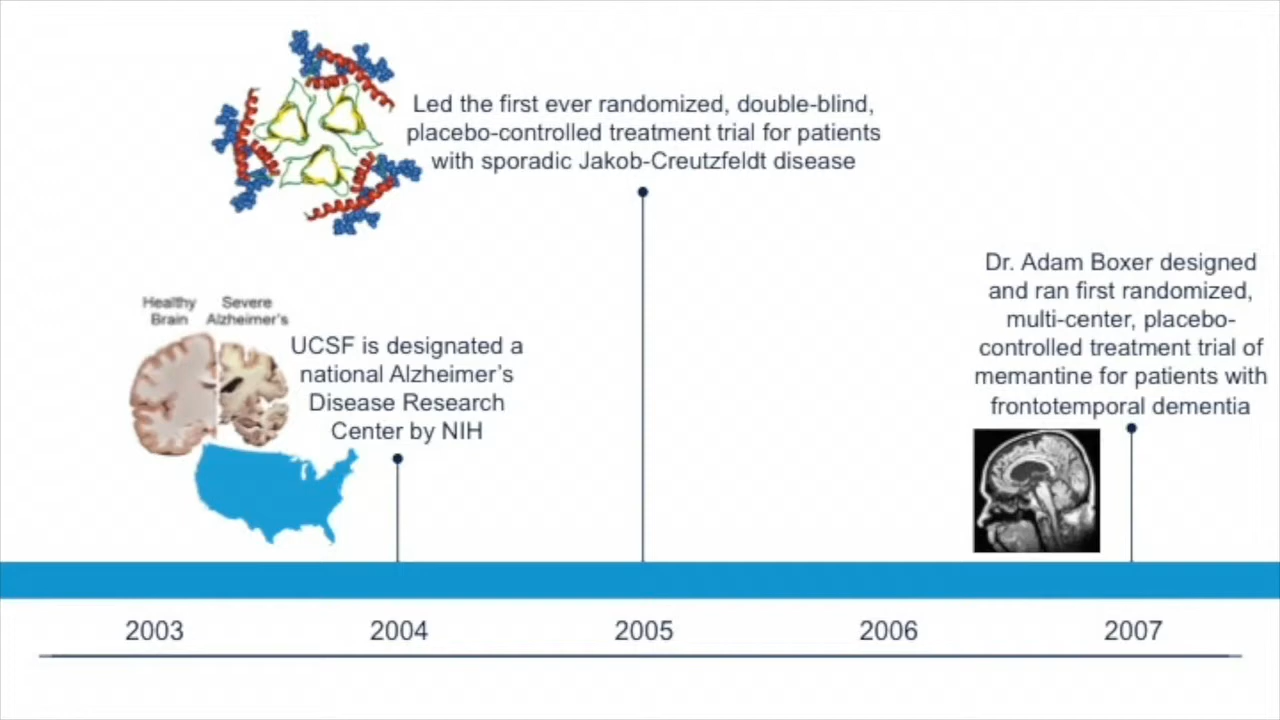 Led the first ever randomized, double-blind,
placebo-controlled treatment trial for patients
with sporadic Jakob-Creutzfeldt disease
Healthy Brain
Severe Alzheimer's
UCSF is designated a
national Alzheimer's
Disease Research
Center by NIH
Dr. Adam Boxer designed
and ran first randomized,
multi-center, placebo-
controlled treatment trial of
memantine for patients with
frontotemporal dementia
2003 2004 2005 2006 2007